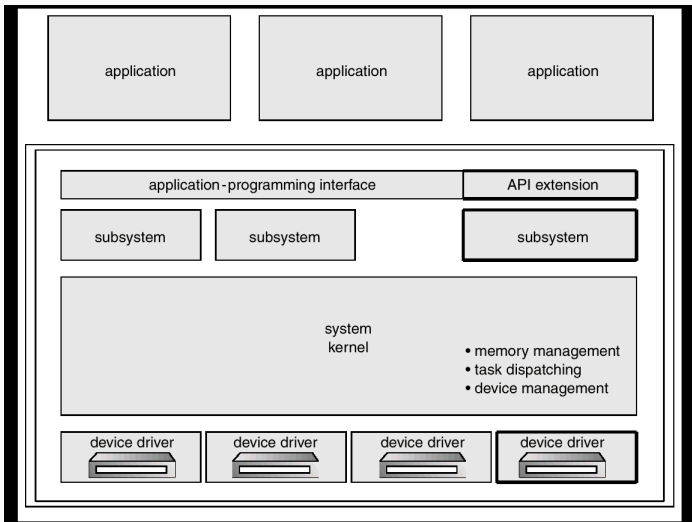 application
application
application
application-programming interface
API extension
subsystem
subsystem
subsystem
system
kernel
• memory management
• task dispatching
• device management
device driver
device driver
device driver
device driver